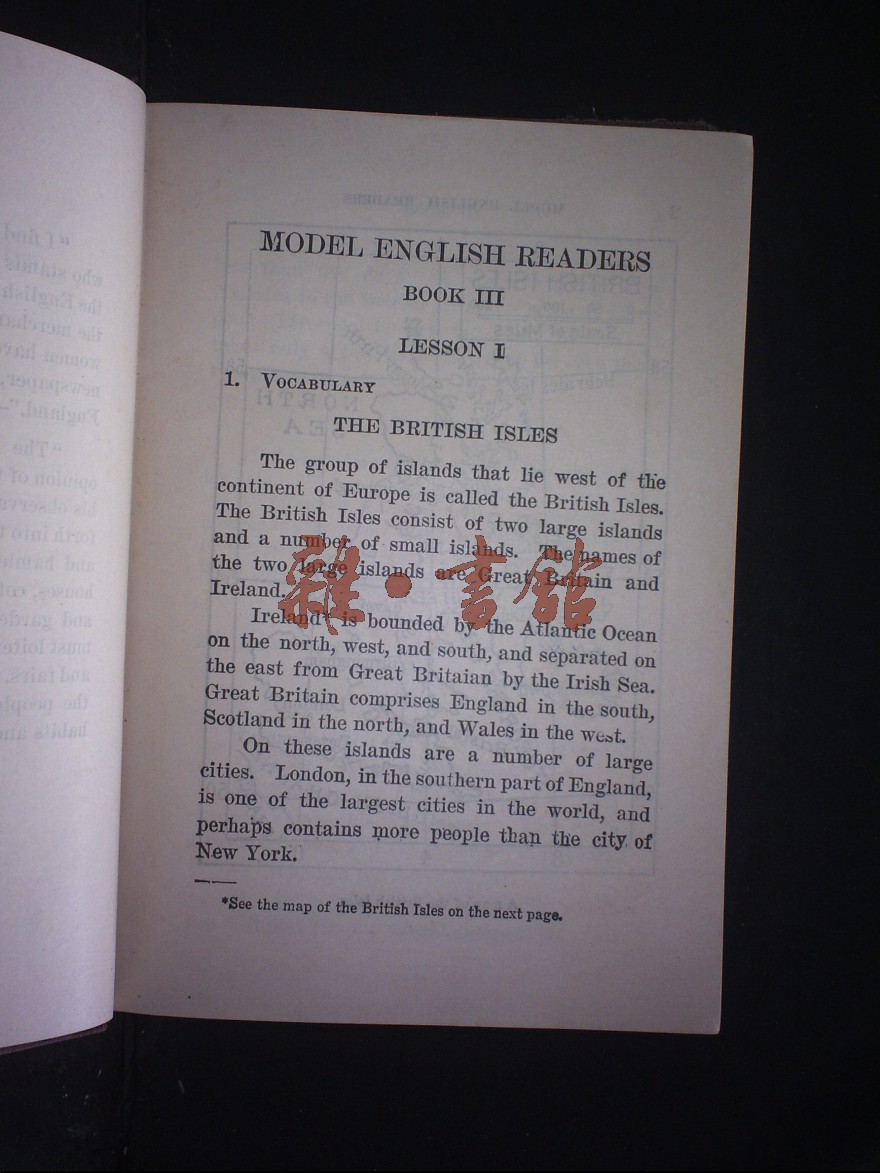 MODEL ENGLISH READERS
BOOK III
LESSON I
1. VOCABULARY
THE BRITISH ISLES
The group of islands that lie west of the
continent of Europe is called the British Isles.
The British Isles consist of two large islands
and a number of small islands. The names of
the two large islands are Great Britain and
Ireland.
Ireland* is bounded by the Atlantic Ocean
on the north, west, and south, and separated on
the east from Great Britaian by the Irish Sea.
Great Britain comprises England in the south,
Scotland in the north, and Wales in the west.
On these islands are a number of large
cities. London, in the southern part of England,
is one of the largest cities in the world, and
perhaps contains more people than the city of
New York.
*See the map of the British Isles on the next page.
雜·書館